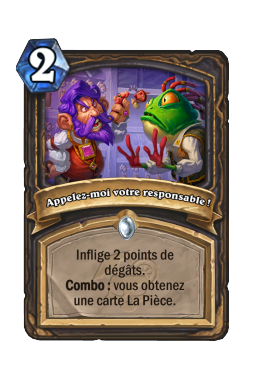 2
Appelez-moi votre responsable !
Inflige 2 points de
dégâts.
Combo : vous obtenez
une carte La Pièce.